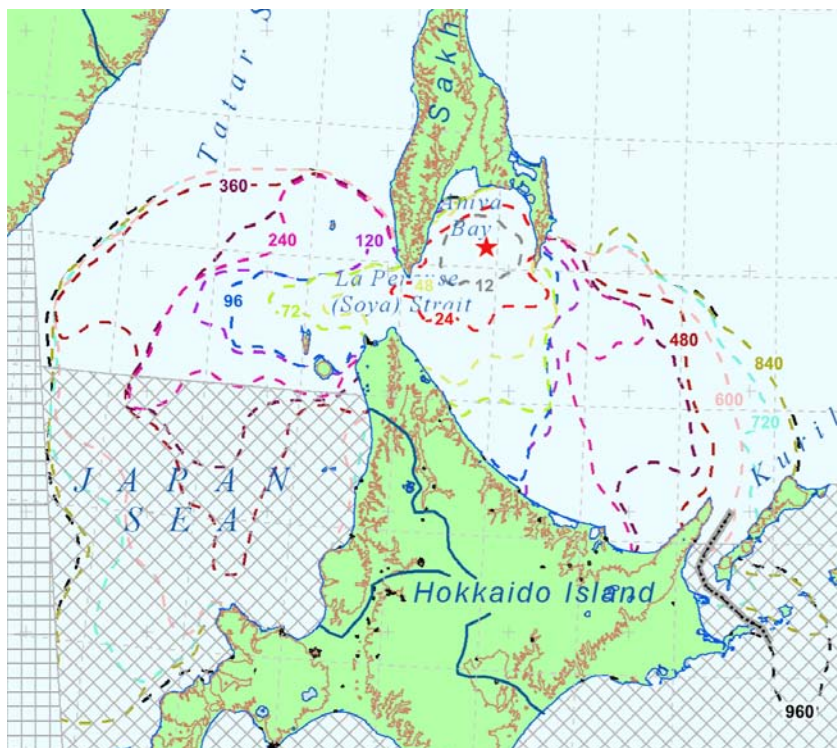 Tatar S
Sakh
360
240
120
Aniva
Bay
96
72
48
12
La Perouse
(Soya) Strait
24
480
840
600
720
Kuril
JAPAN
SEA
Hokkaido Island
960